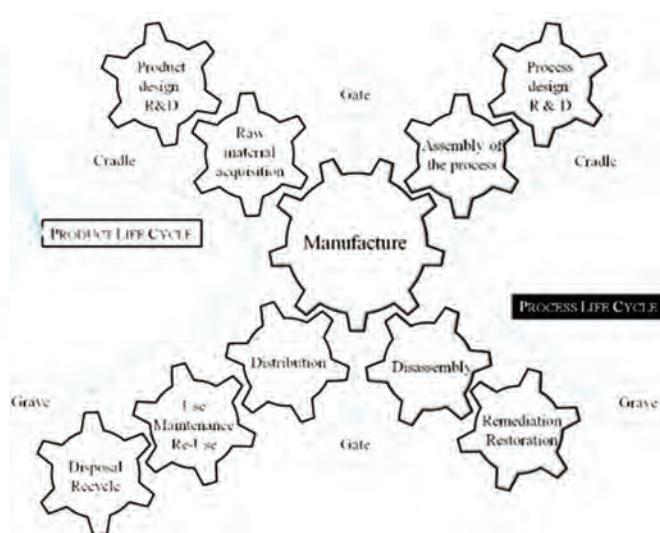 Product
design
R&D
Process
design
R & D
Gate
Raw
material
acquisition
Assembly of
the process
Cradle
Cradle
PRODUCT LIFE CYCLE
Manufacture
PROCESS LIFE CYCLE
Distribution
Disassembly
Grave
Use
Maintenance
Re-Use
Grave
Remediation
Restoration
Gate
Disposal
Recycle